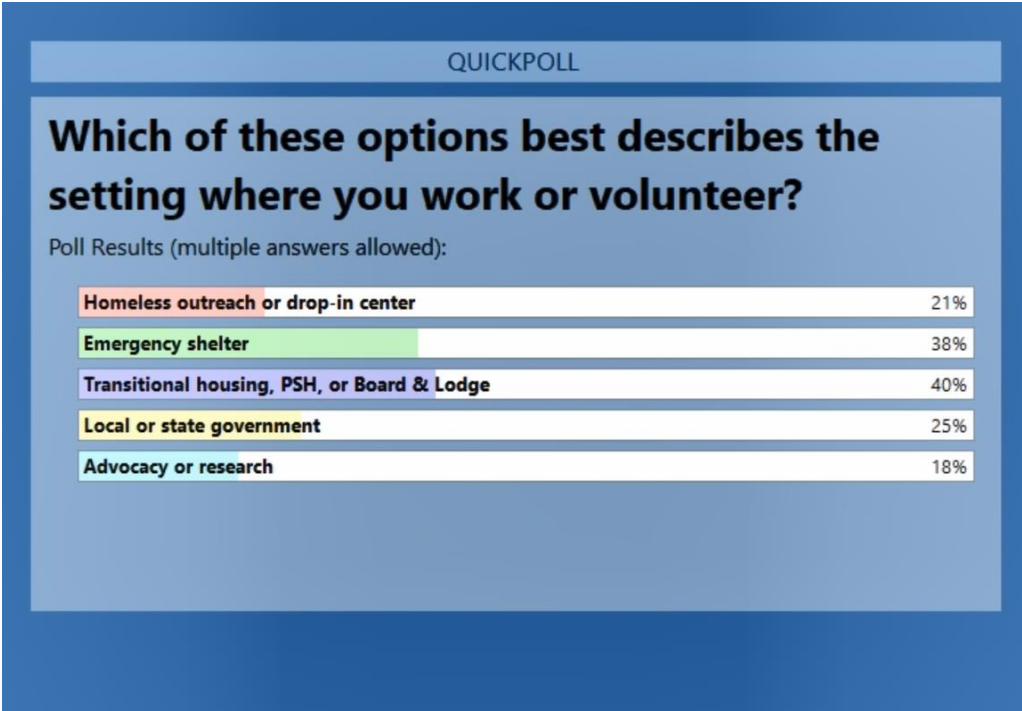 QUICKPOLL
Which of these options best describes the
setting where you work or volunteer?
Poll Results (multiple answers allowed):
Homeless outreach or drop-in center 21%
Emergency shelter 38%
Transitional housing, PSH, or Board & Lodge 40%
Local or state government 25%
Advocacy or research 18%